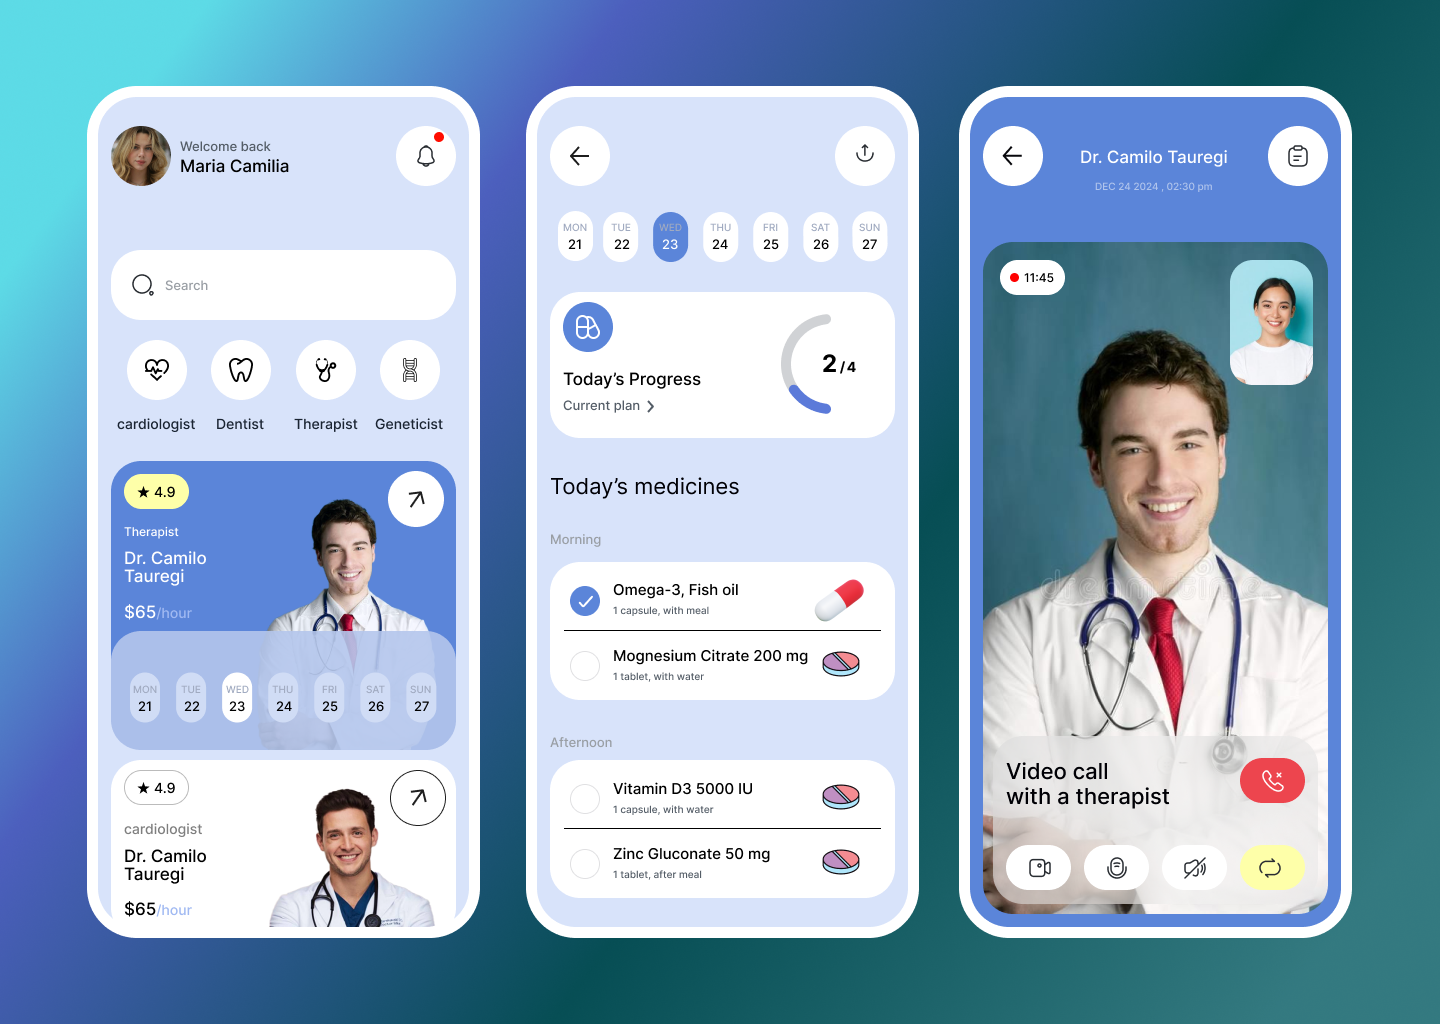 Welcome back
Maria Camilia
Search
cardiologist
Dentist
Therapist
Geneticist
★ 4.9
Therapist
Dr. Camilo
Tauregi
$65/hour
MON TUE WED THU FRI SAT SUN
21 22 23 24 25 26 27
★ 4.9
cardiologist
Dr. Camilo
Tauregi
$65/hour
MON TUE WED THU FRI SAT SUN
21 22 23 24 25 26 27
Today’s Progress
Current plan
2/4
Today’s medicines
Morning
Omega-3, Fish oil
1 capsule, with meal
Mognesium Citrate 200 mg
1 tablet, with water
Afternoon
Vitamin D3 5000 IU
1 capsule, with water
Zinc Gluconate 50 mg
1 tablet, after meal
Dr. Camilo Tauregi
DEC 24 2024 , 02:30 pm
11:45
dreamstime
Video call
with a therapist